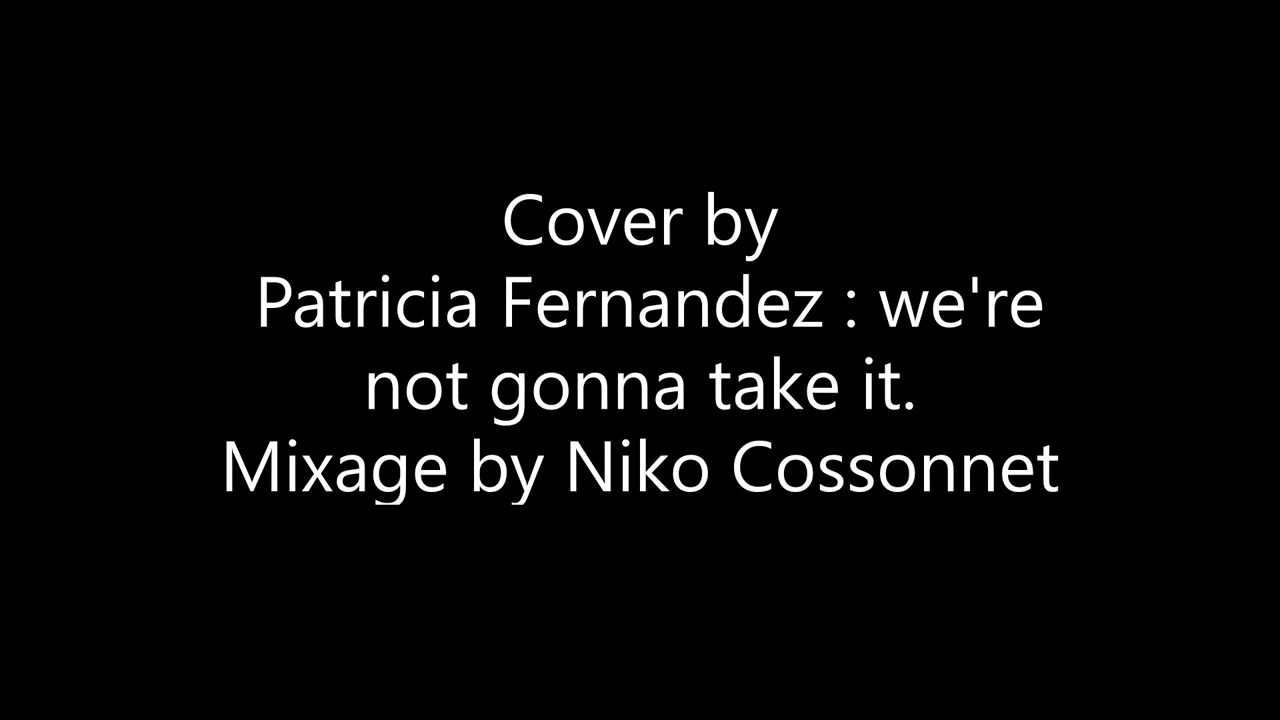 Cover by
Patricia Fernandez : we're
not gonna take it.
Mixage by Niko Cossonnet